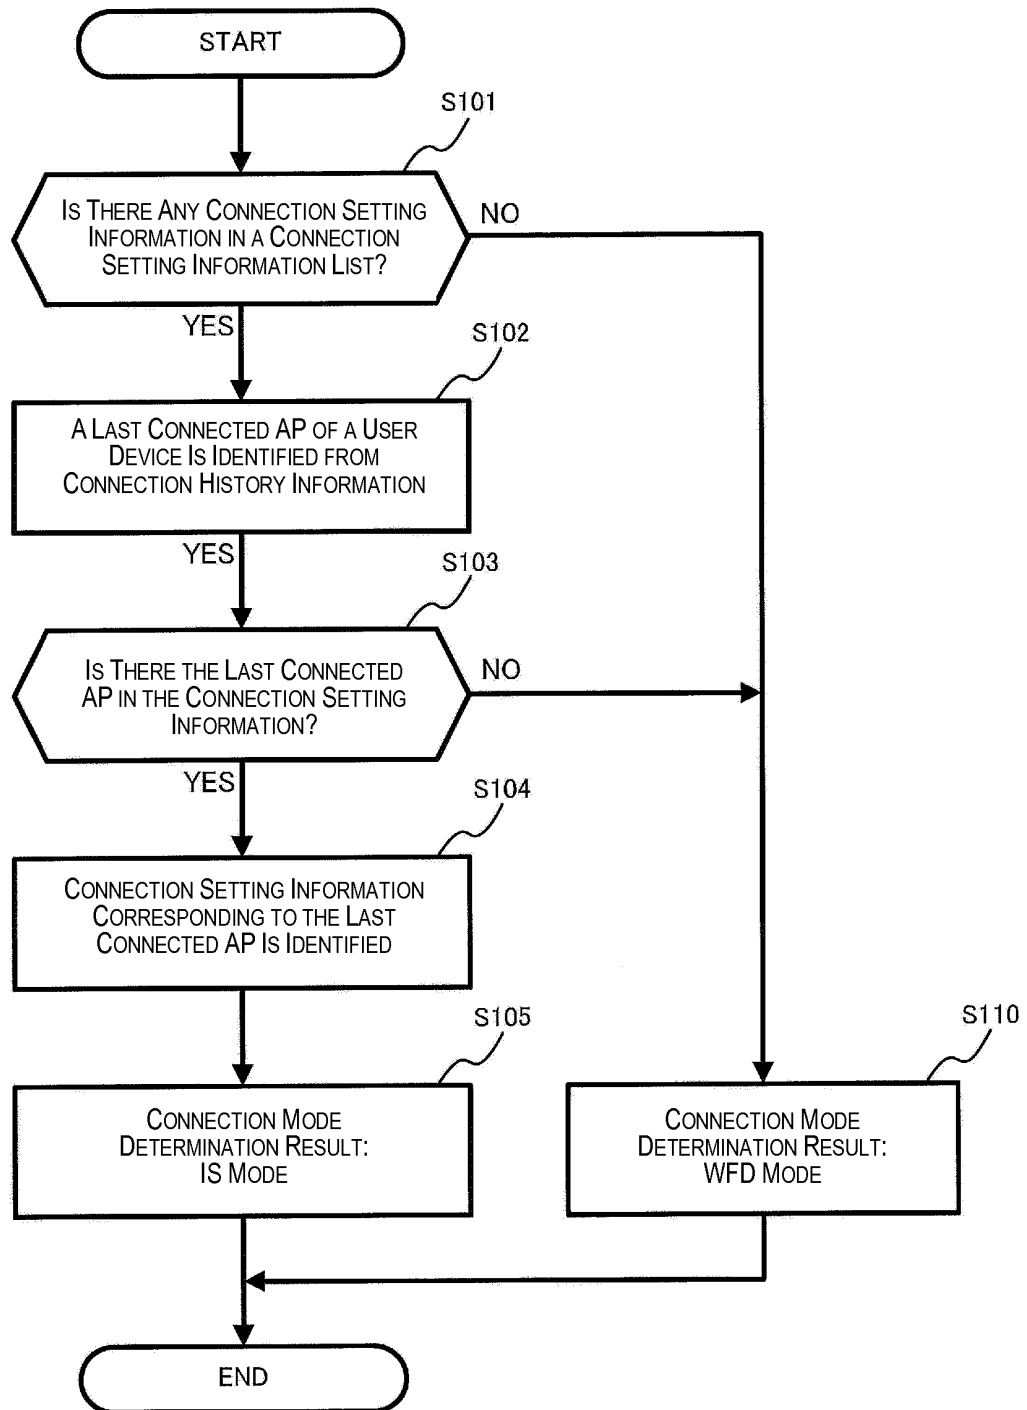 START
S101
IS THERE ANY CONNECTION SETTING
INFORMATION IN A CONNECTION
SETTING INFORMATION LIST?
NO
YES
S102
A LAST CONNECTED AP OF A USER
DEVICE IS IDENTIFIED FROM
CONNECTION HISTORY INFORMATION
YES
S103
IS THERE THE LAST CONNECTED
AP IN THE CONNECTION SETTING
INFORMATION?
NO
YES
S104
CONNECTION SETTING INFORMATION
CORRESPONDING TO THE LAST
CONNECTED AP IS IDENTIFIED
S105
CONNECTION MODE
DETERMINATION RESULT:
IS MODE
S110
CONNECTION MODE
DETERMINATION RESULT:
WFD MODE
END